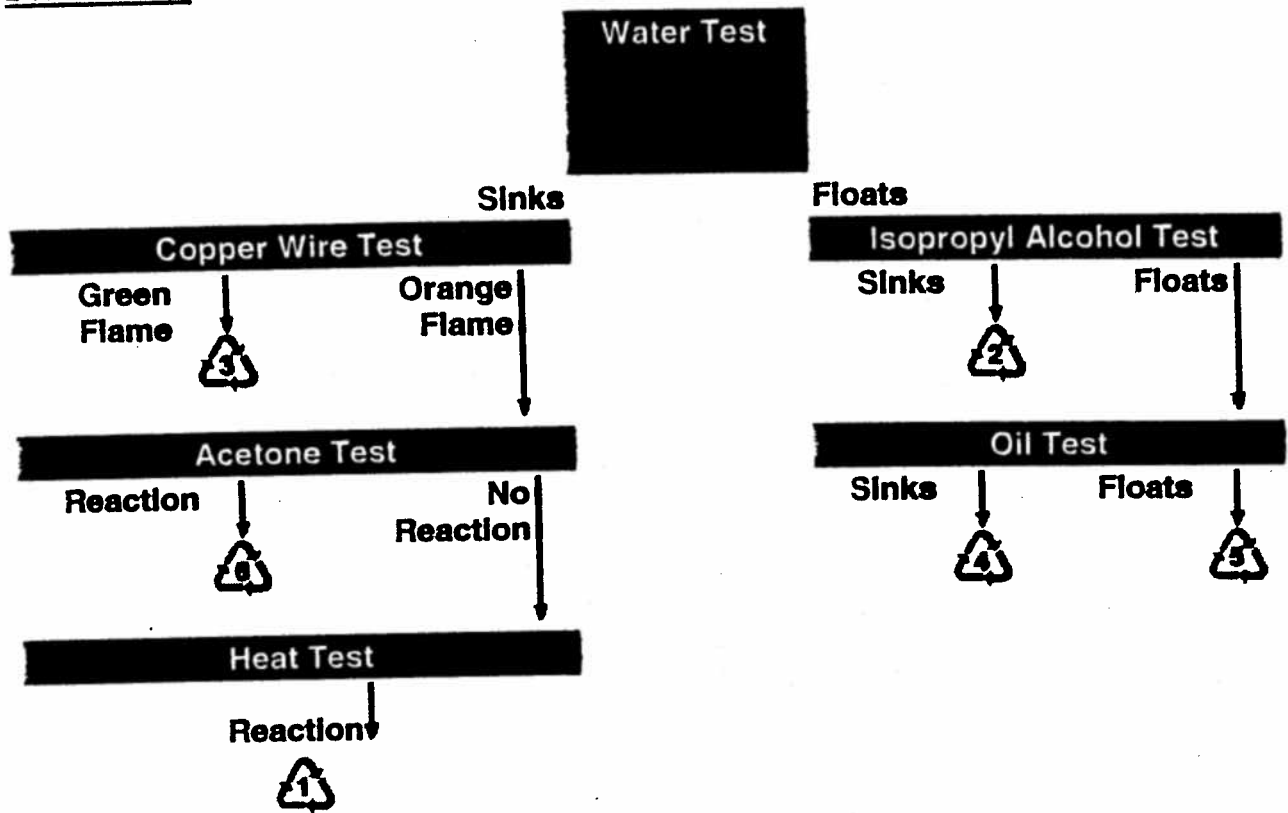 Water Test
Sinks
Floats
Copper Wire Test
Isopropyl Alcohol Test
Green
Flame
Orange
Flame
Sinks
Floats
3
2
Acetone Test
Oil Test
Reaction
No
Reaction
Sinks
Floats
6
4
5
Heat Test
Reaction
1